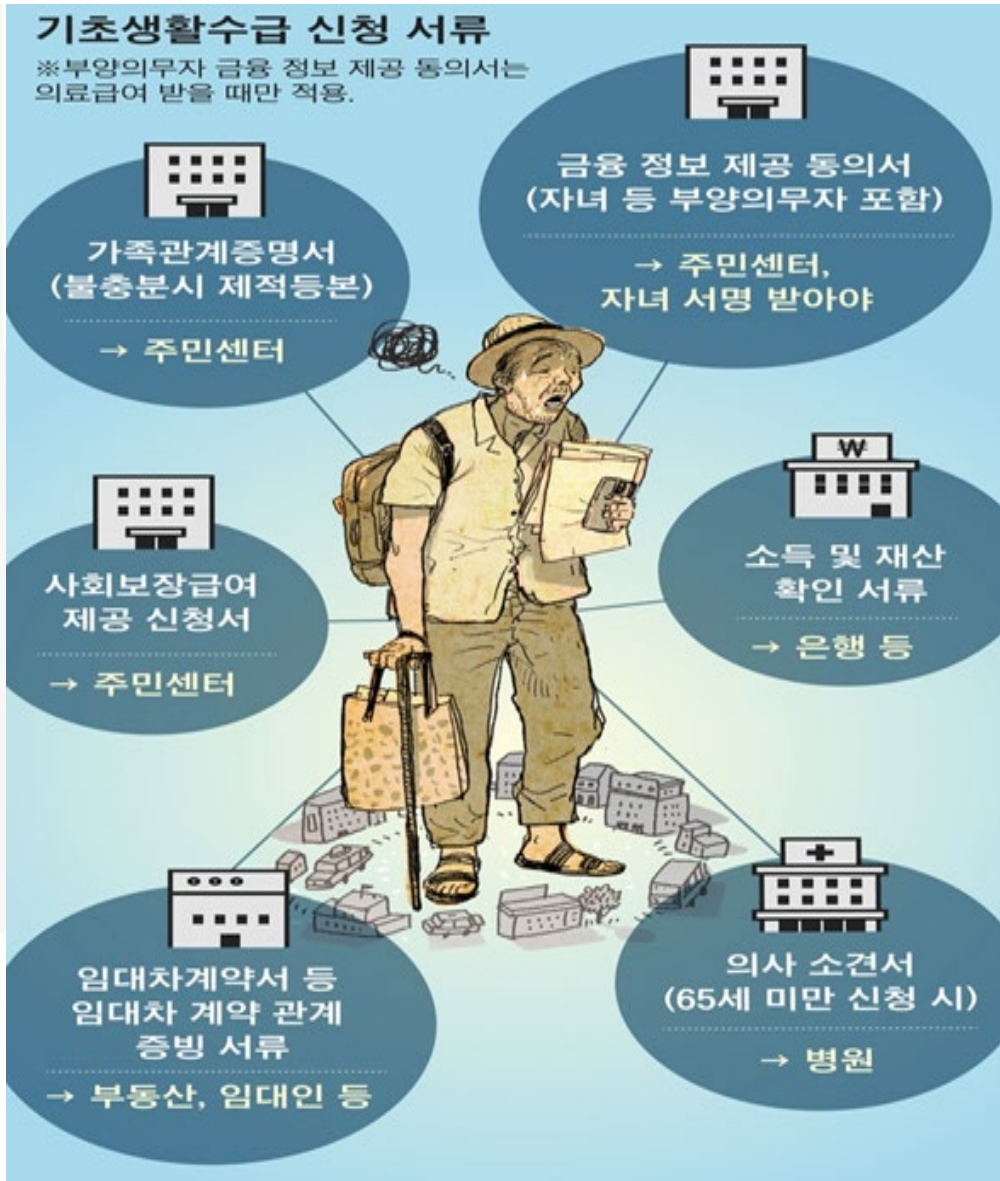 기초생활수급 신청 서류
※부양의무자 금융 정보 제공 동의서는
의료급여 받을 때만 적용.
금융 정보 제공 동의서
(자녀 등 부양의무자 포함)
→ 주민센터,
자녀 서명 받아야
가족관계증명서
(불충분시 제적등본)
→ 주민센터
₩
소득 및 재산
확인 서류
→ 은행 등
사회보장급여
제공 신청서
→ 주민센터
임대차계약서 등
임대차 계약 관계
증빙 서류
→ 부동산, 임대인 등
의사 소견서
(65세 미만 신청 시)
→ 병원